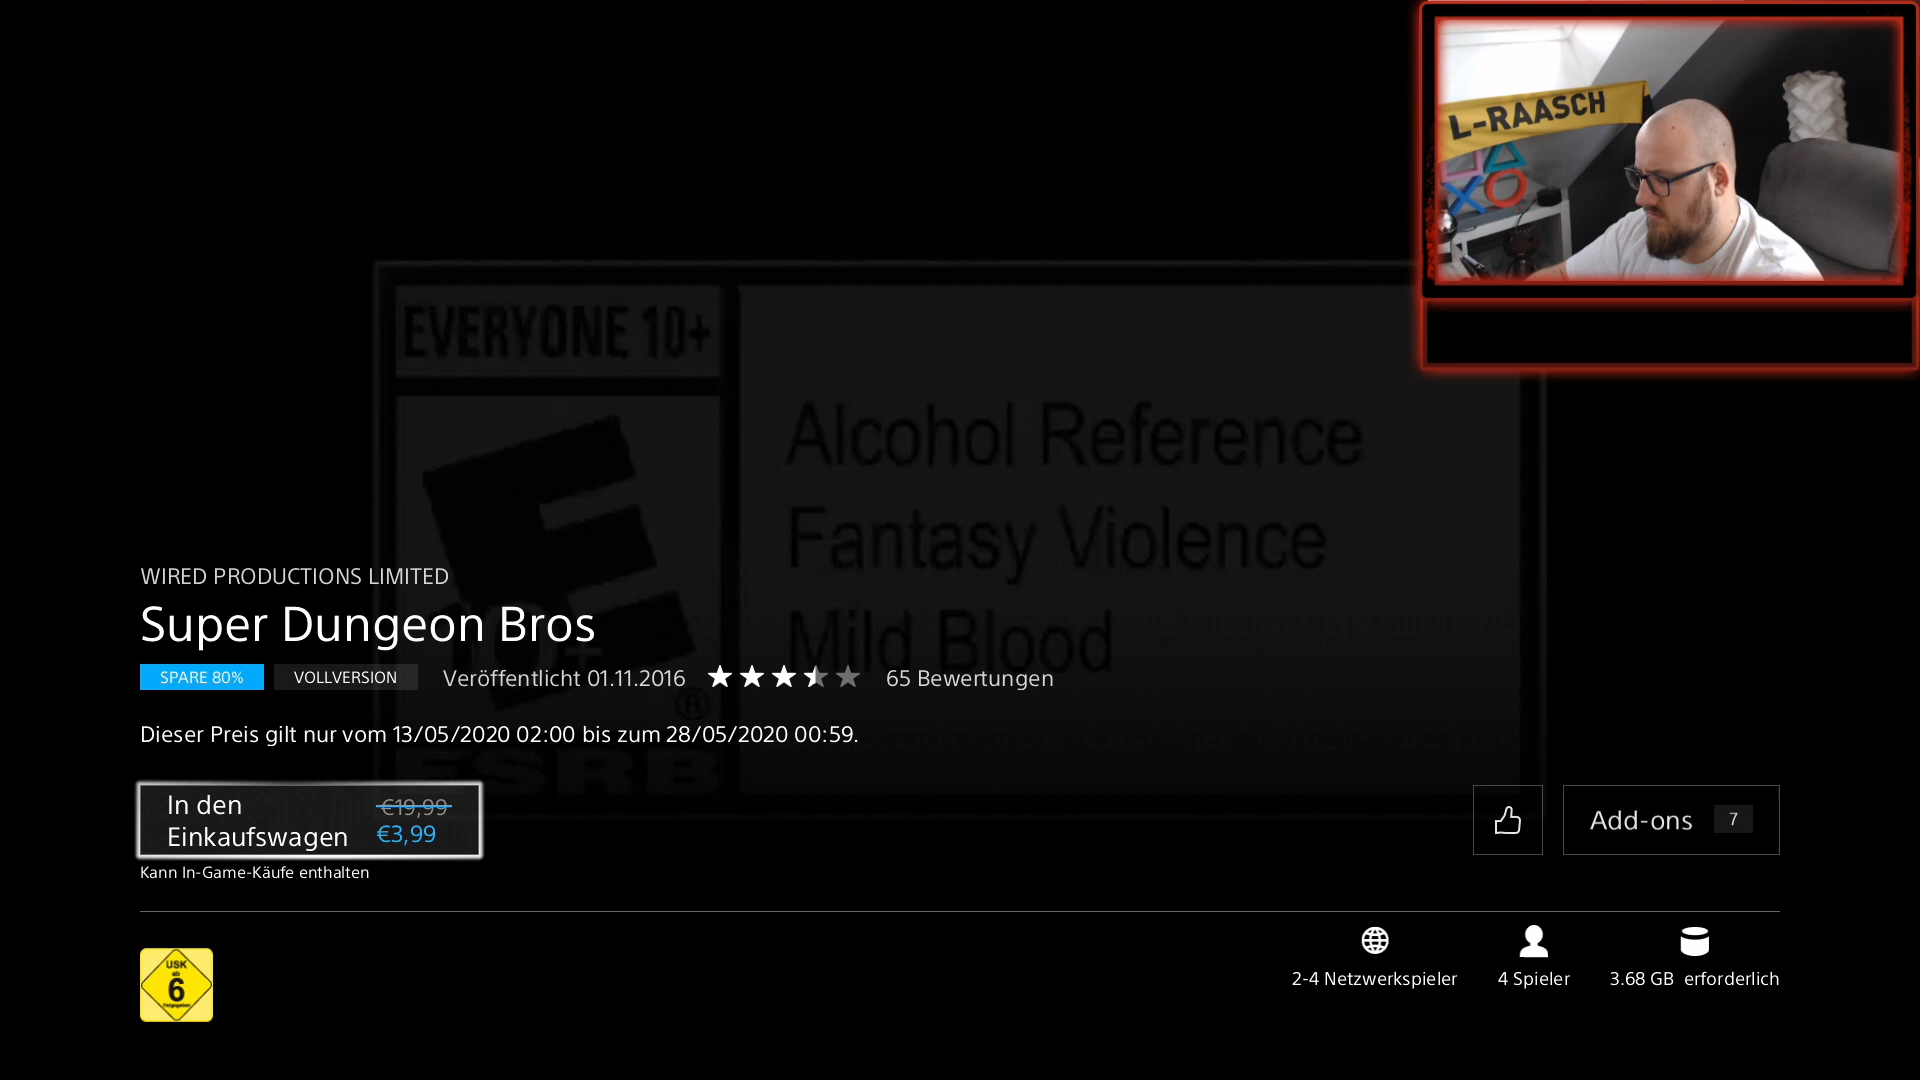 L-RAASCH
EVERYONE 10+
Alcohol Reference
Fantasy Violence
Mild Blood
ESRB
WIRED PRODUCTIONS LIMITED
Super Dungeon Bros
SPARE 80% VOLLVERSION Veröffentlicht 01.11.2016 65 Bewertungen
Dieser Preis gilt nur vom 13/05/2020 02:00 bis zum 28/05/2020 00:59.
In den €19,99
Einkaufswagen €3,99
Add-ons 7
Kann In-Game-Käufe enthalten
USK
ab
6
freigegeben
2-4 Netzwerkspieler 4 Spieler 3.68 GB erforderlich